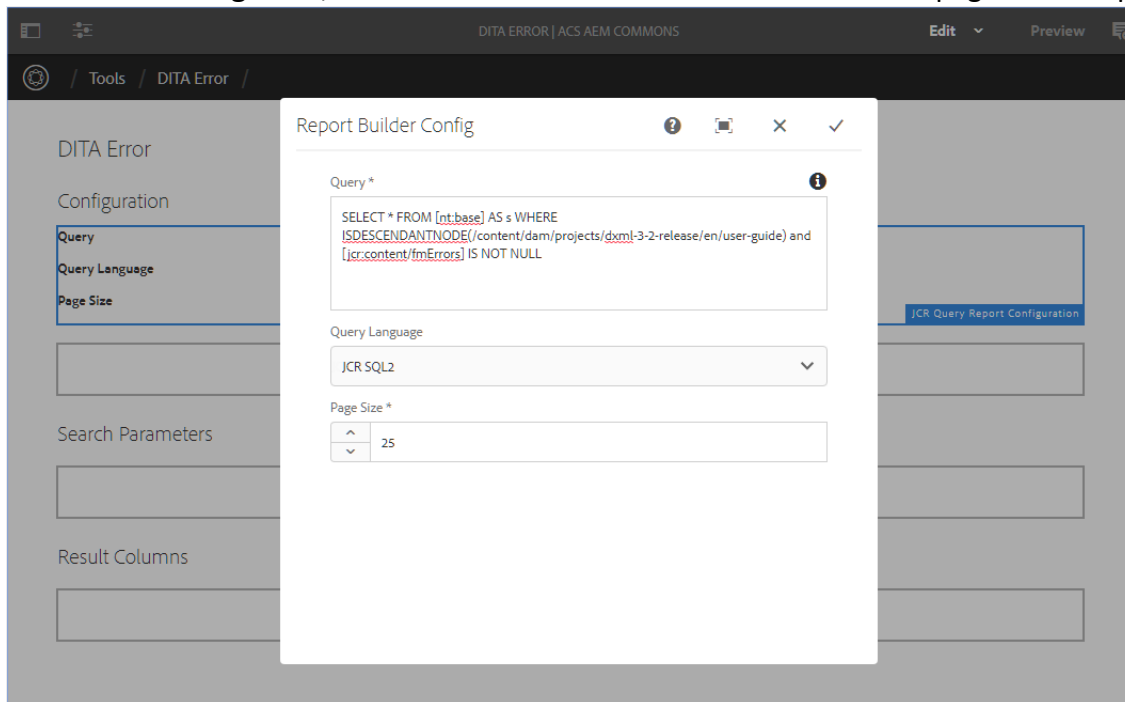 DITA ERROR | ACS AEM COMMONS
Edit
Preview
/ Tools / DITA Error /
Report Builder Config
DITA Error
Configuration
Query
Query Language
Page Size
JCR Query Report Configuration
Search Parameters
Result Columns
Query *
SELECT * FROM [nt:base] AS s WHERE
ISDESCENDANTNODE(/content/dam/projects/dxml-3-2-release/en/user-guide) and
[jcr:content/fmErrors] IS NOT NULL
Query Language
JCR SQL2
Page Size *
25